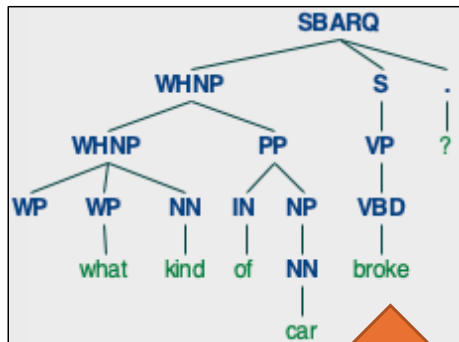 SBARQ
WHNP S .
WHNP PP VP ?
WP WP NN IN NP VBD
what kind of NN broke
car